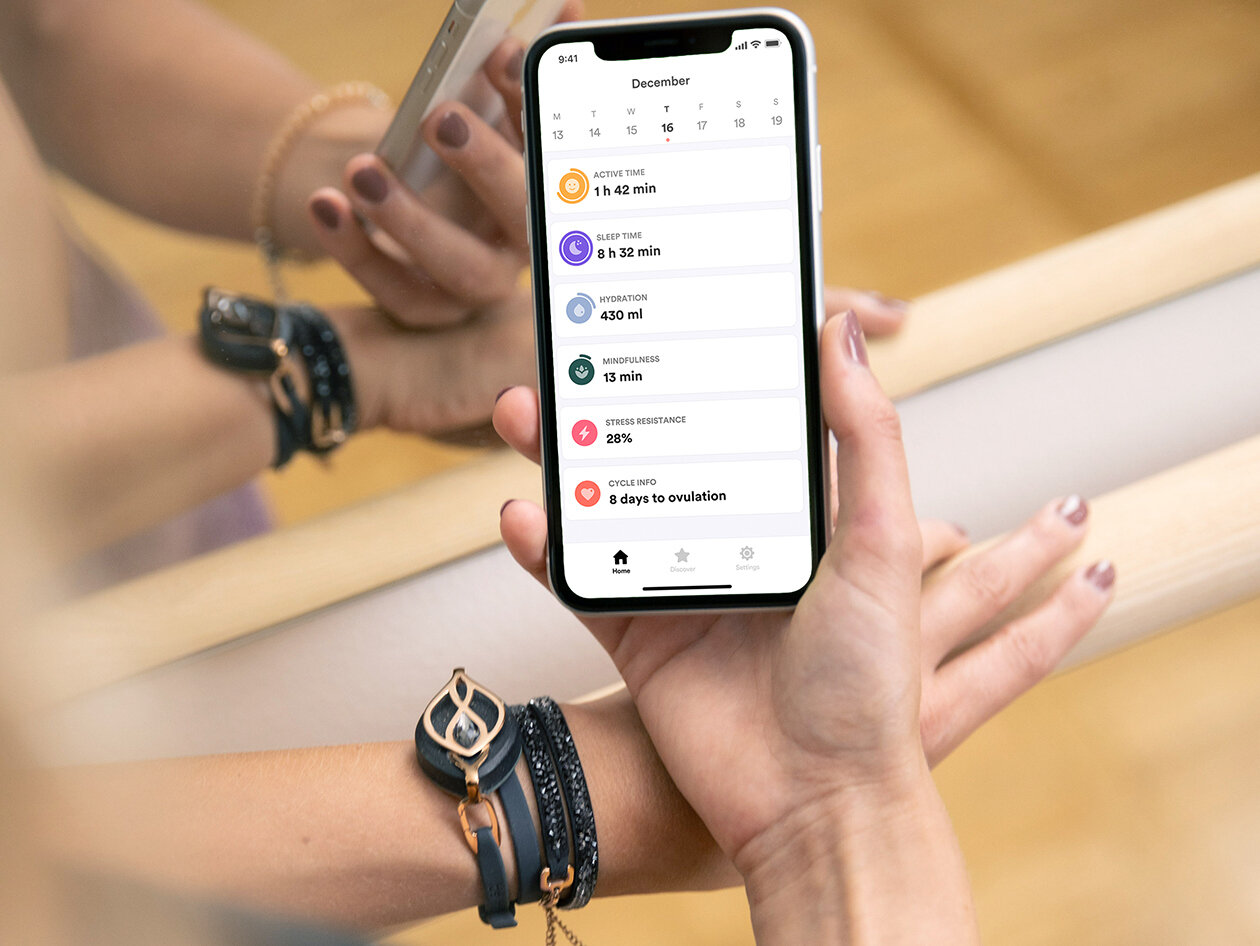 9:41
December
M T W T F S S
13 14 15 16 17 18 19
ACTIVE TIME
1 h 42 min
SLEEP TIME
8 h 32 min
HYDRATION
430 ml
MINDFULNESS
13 min
STRESS RESISTANCE
28%
CYCLE INFO
8 days to ovulation
Home Discover Settings